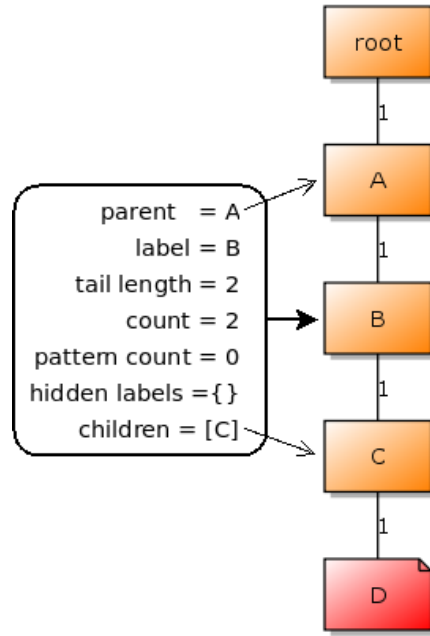 root
1
A
1
B
1
C
1
D
parent = A
label = B
tail length = 2
count = 2
pattern count = 0
hidden labels ={}
children = [C]